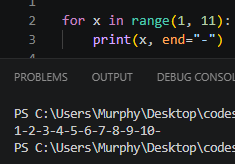 1
2 for x in range(1, 11):
3 print(x, end="-")
PROBLEMS OUTPUT DEBUG CONSOL
PS C:\Users\Murphy\Desktop\codes
1-2-3-4-5-6-7-8-9-10-
PS C:\Users\Murphy\Desktop\codes